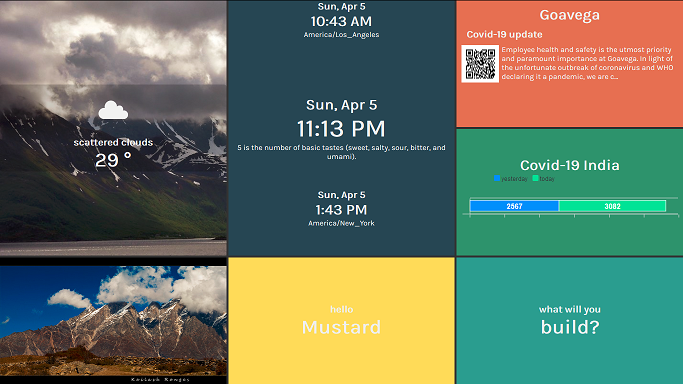 scattered clouds
29 °
Sun, Apr 5
10:43 AM
America/Los_Angeles
Sun, Apr 5
11:13 PM
5 is the number of basic tastes (sweet, salty, sour, bitter, and
umami).
Sun, Apr 5
1:43 PM
America/New_York
Goavega
Covid-19 update
Employee health and safety is the utmost priority
and paramount importance at Goavega. In light of
the unfortunate outbreak of coronavirus and WHO
declaring it a pandemic, we are c...
Covid-19 India
yesterday today
2567 3082
Kailash Ranges
hello
Mustard
what will you
build?